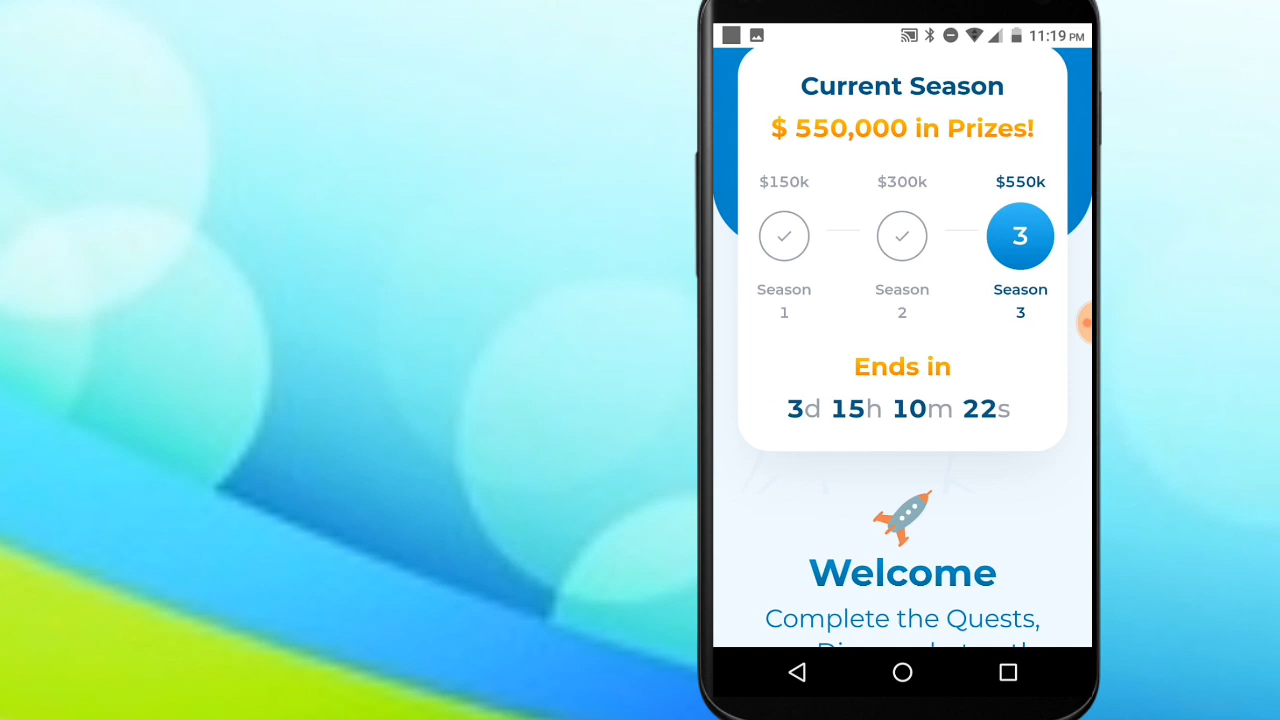 11:19 PM
Current Season
$ 550,000 in Prizes!
$150k $300k $550k
3
Season Season Season
1 2 3
Ends in
3d 15h 10m 22s
Welcome
Complete the Quests,